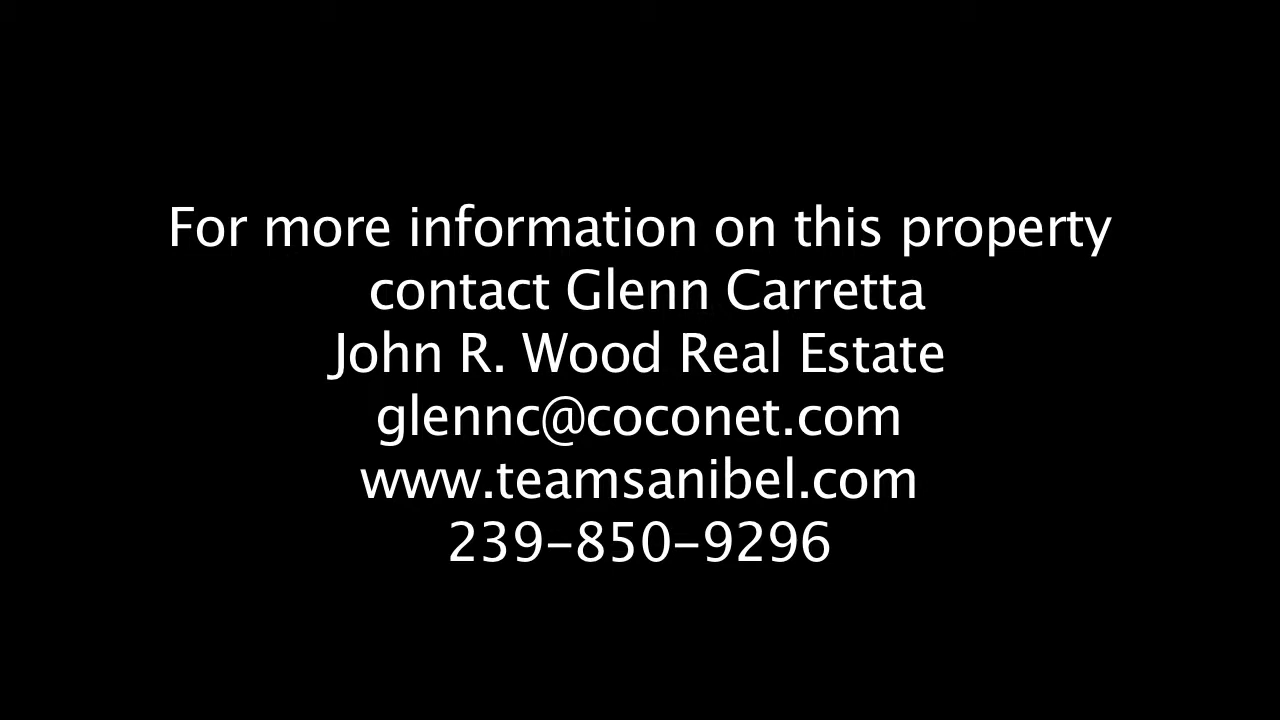 For more information on this property
contact Glenn Carretta
John R. Wood Real Estate
glennc@coconet.com
www.teamsanibel.com
239-850-9296